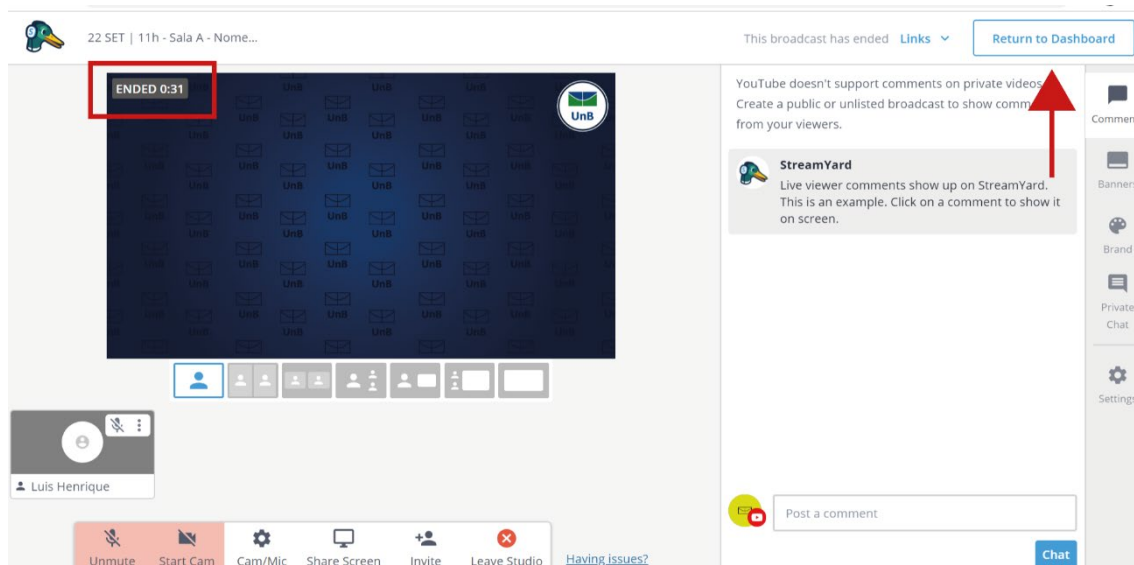 22 SET | 11h - Sala A - Nome...
This broadcast has ended Links
Return to Dashboard
ENDED 0:31
UnB
YouTube doesn't support comments on private videos
Create a public or unlisted broadcast to show comm
from your viewers.
StreamYard
Live viewer comments show up on StreamYard.
This is an example. Click on a comment to show it
on screen.
Commen
Banner
Brand
Private
Chat
Settings
Luis Henrique
Post a comment
Chat
Unmute Start Cam Cam/Mic Share Screen Invite Leave Studio Having issues?